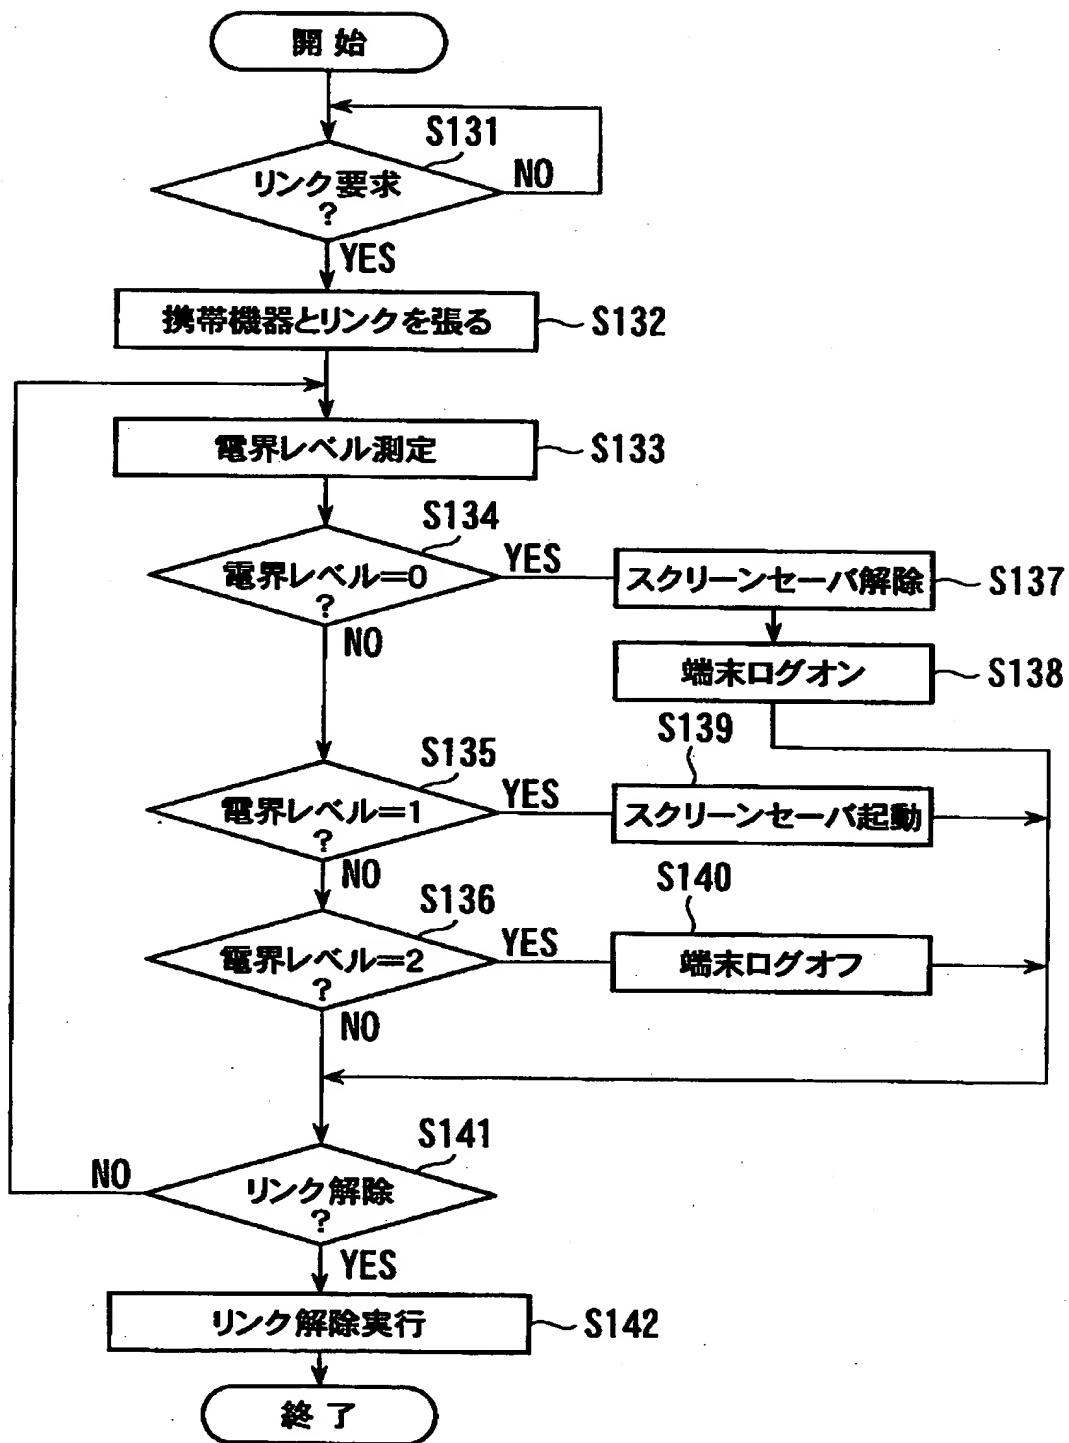 開始
S131
リンク要求
?
NO
YES
携帯機器とリンクを張る
S132
電界レベル測定
S133
S134
電界レベル=0
?
YES
NO
スクリーンセーバ解除
S137
端末ログオン
S138
S135
電界レベル=1
?
YES
NO
S139
スクリーンセーバ起動
S136
電界レベル=2
?
YES
NO
S140
端末ログオフ
S141
リンク解除
?
NO
YES
リンク解除実行
S142
終了